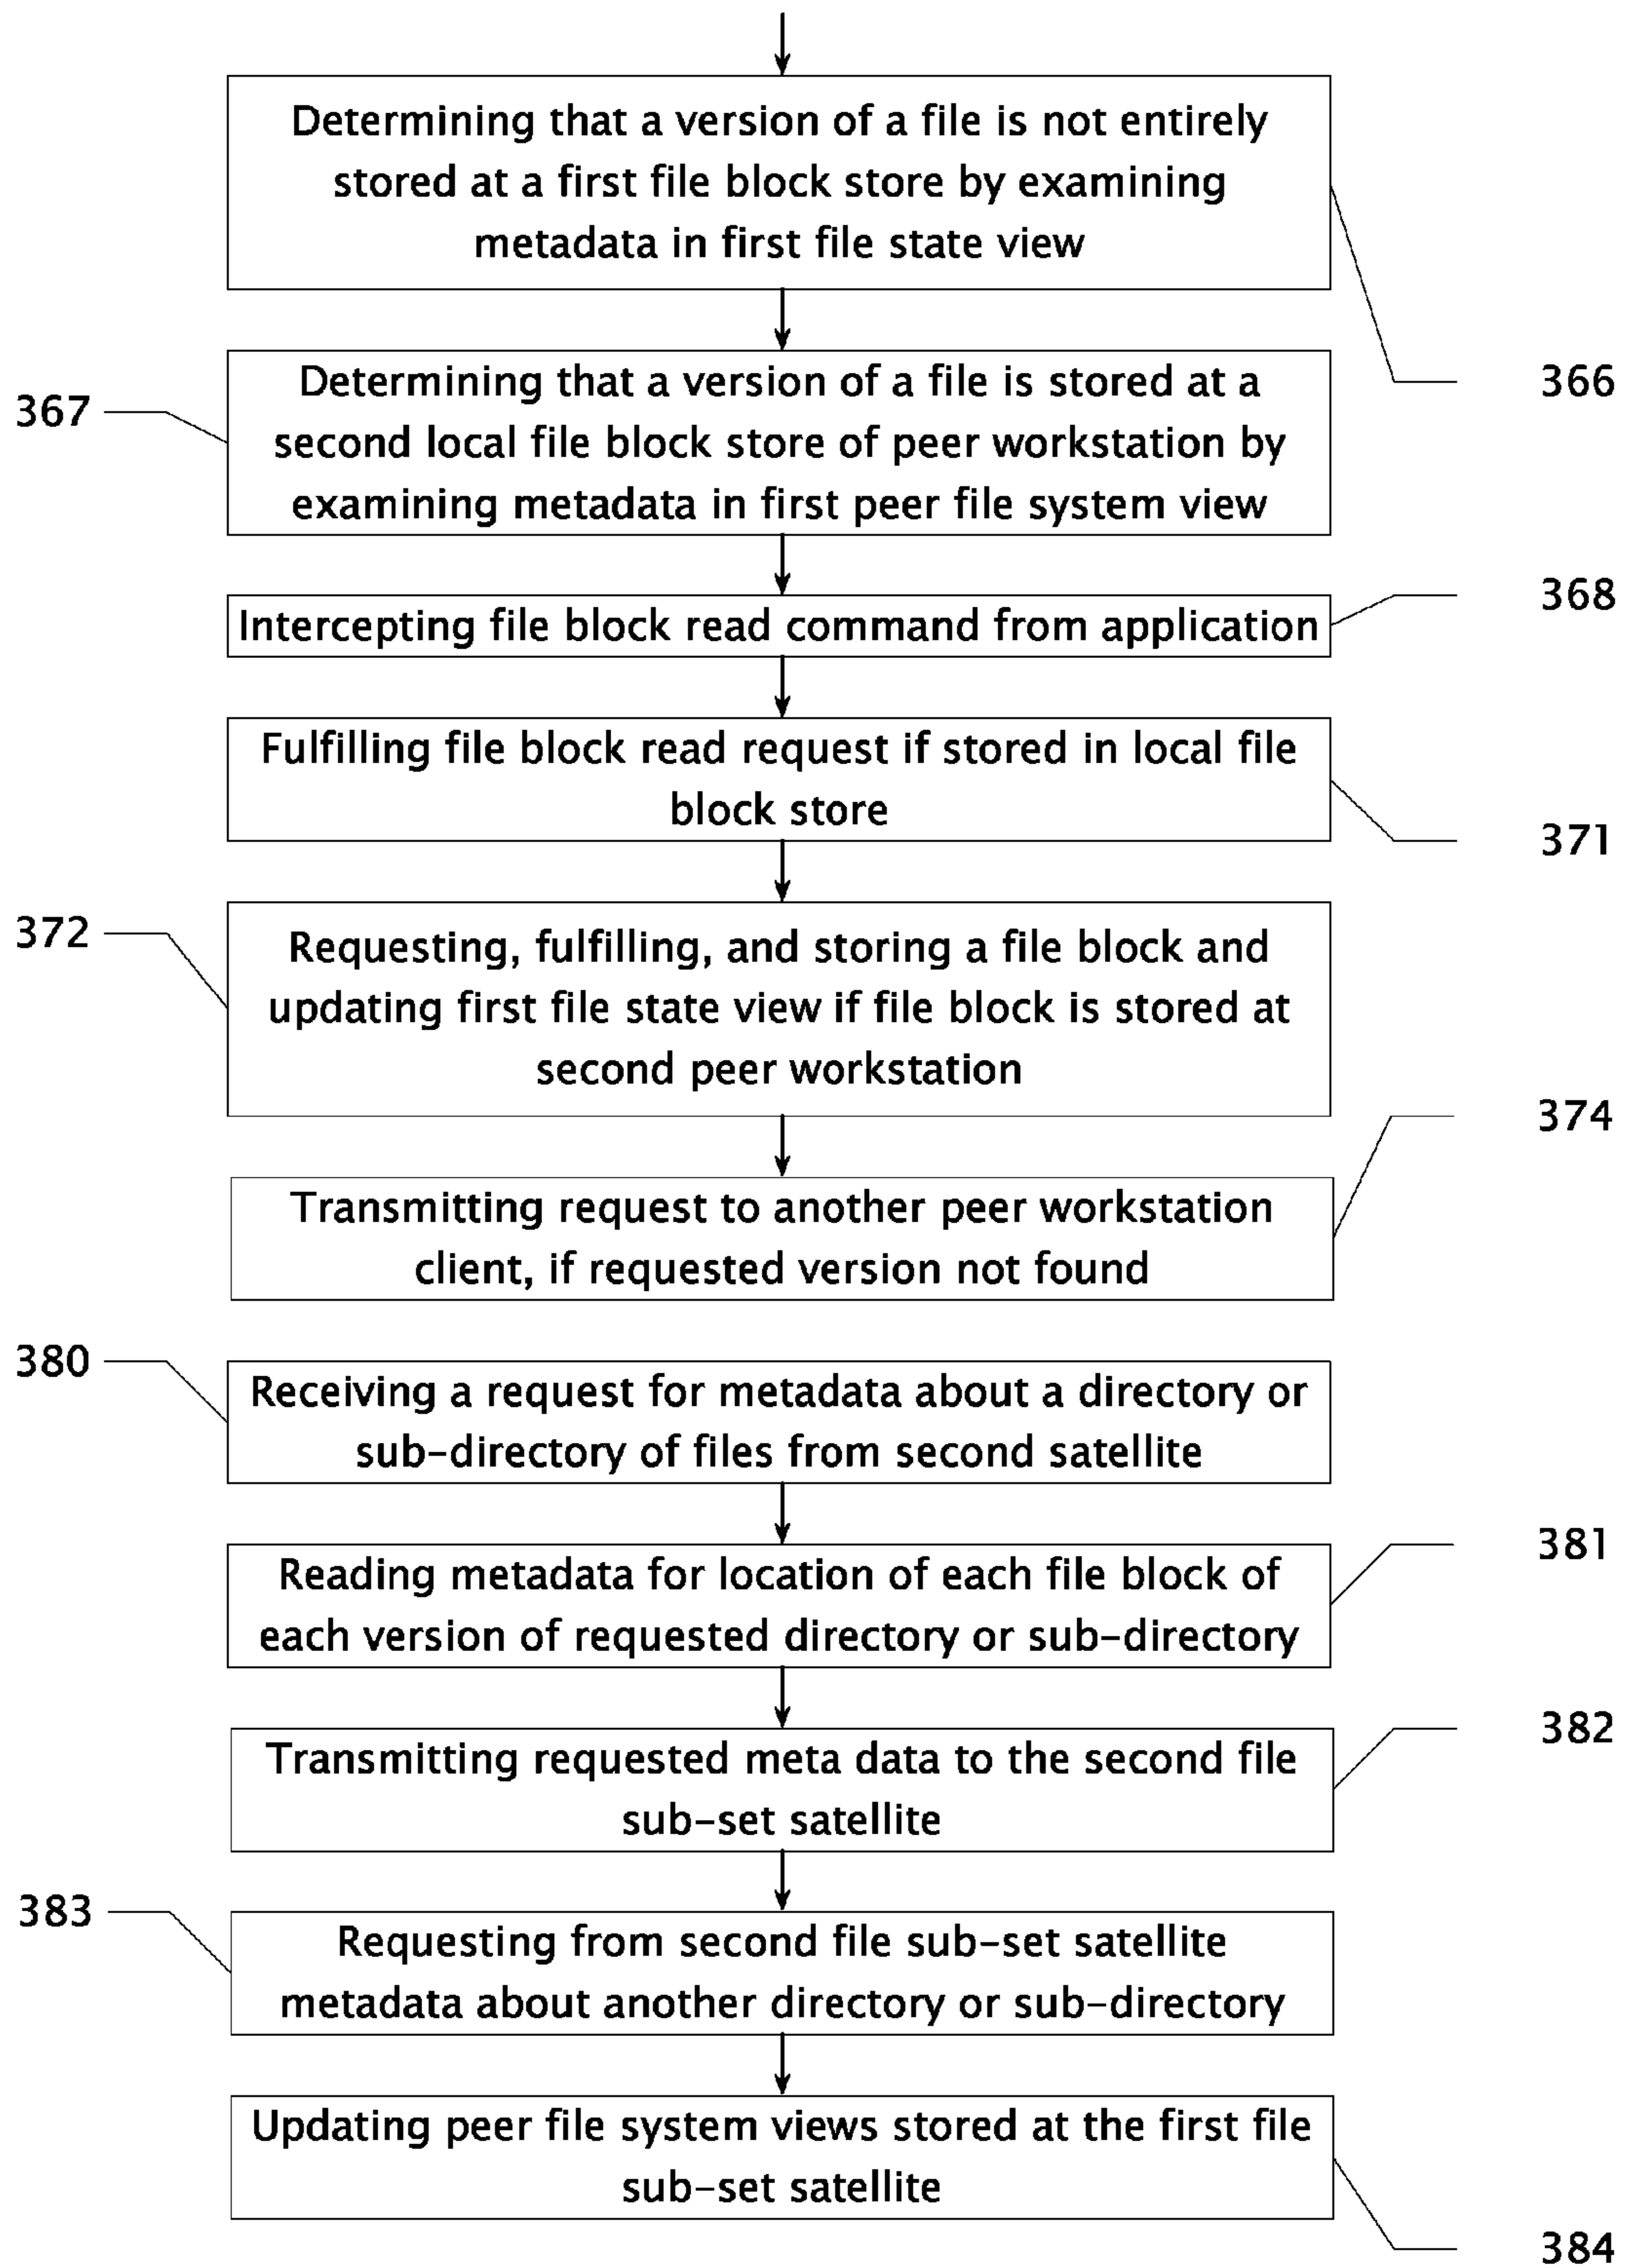 Determining that a version of a file is not entirely
stored at a first file block store by examining
metadata in first file state view
366
367
Determining that a version of a file is stored at a
second local file block store of peer workstation by
examining metadata in first peer file system view
368
Intercepting file block read command from application
Fulfilling file block read request if stored in local file
block store
371
372
Requesting, fulfilling, and storing a file block and
updating first file state view if file block is stored at
second peer workstation
374
Transmitting request to another peer workstation
client, if requested version not found
380
Receiving a request for metadata about a directory or
sub-directory of files from second satellite
381
Reading metadata for location of each file block of
each version of requested directory or sub-directory
382
Transmitting requested meta data to the second file
sub-set satellite
383
Requesting from second file sub-set satellite
metadata about another directory or sub-directory
Updating peer file system views stored at the first file
sub-set satellite
384